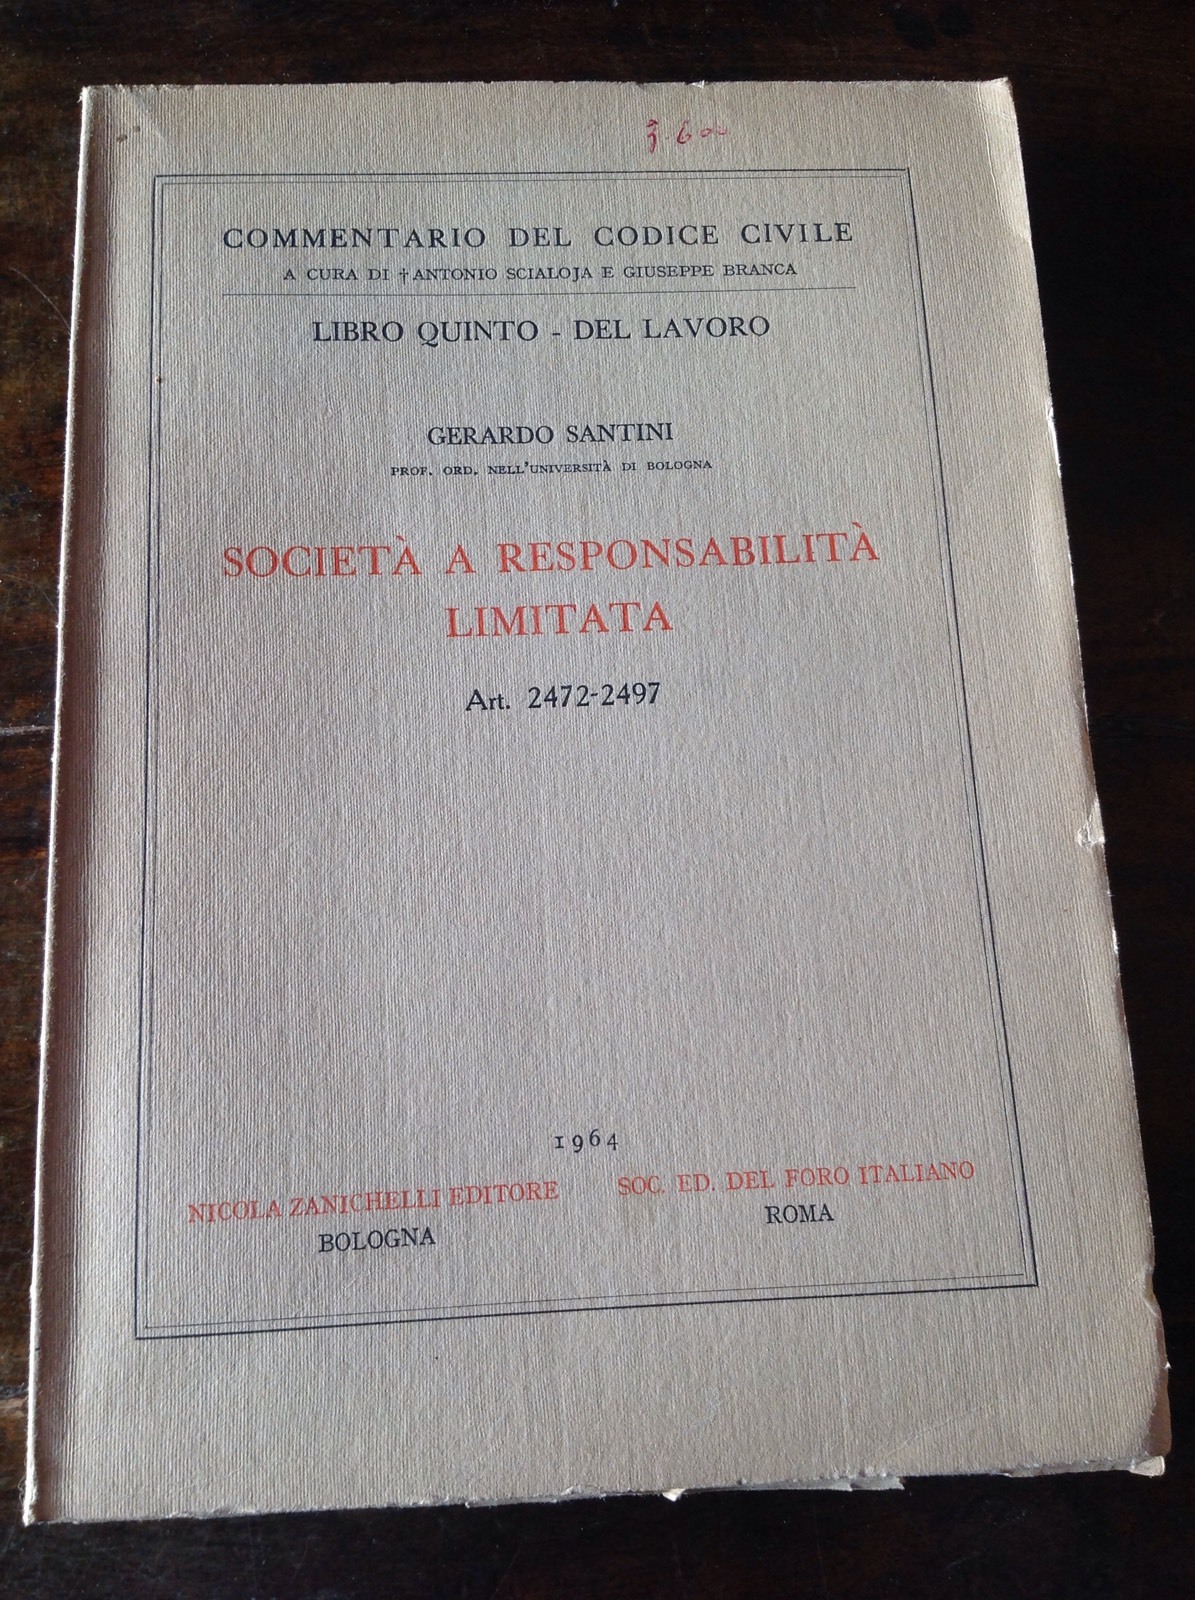 COMMENTARIO DEL CODICE CIVILE
A CURA DI † ANTONIO SCIALOJA E GIUSEPPE BRANCA
LIBRO QUINTO - DEL LAVORO
GERARDO SANTINI
PROF. ORD. NELL'UNIVERSITÀ DI BOLOGNA
SOCIETÀ A RESPONSABILITÀ
LIMITATA
Art. 2472-2497
1964
NICOLA ZANICHELLI EDITORE
BOLOGNA
SOC. ED. DEL FORO ITALIANO
ROMA